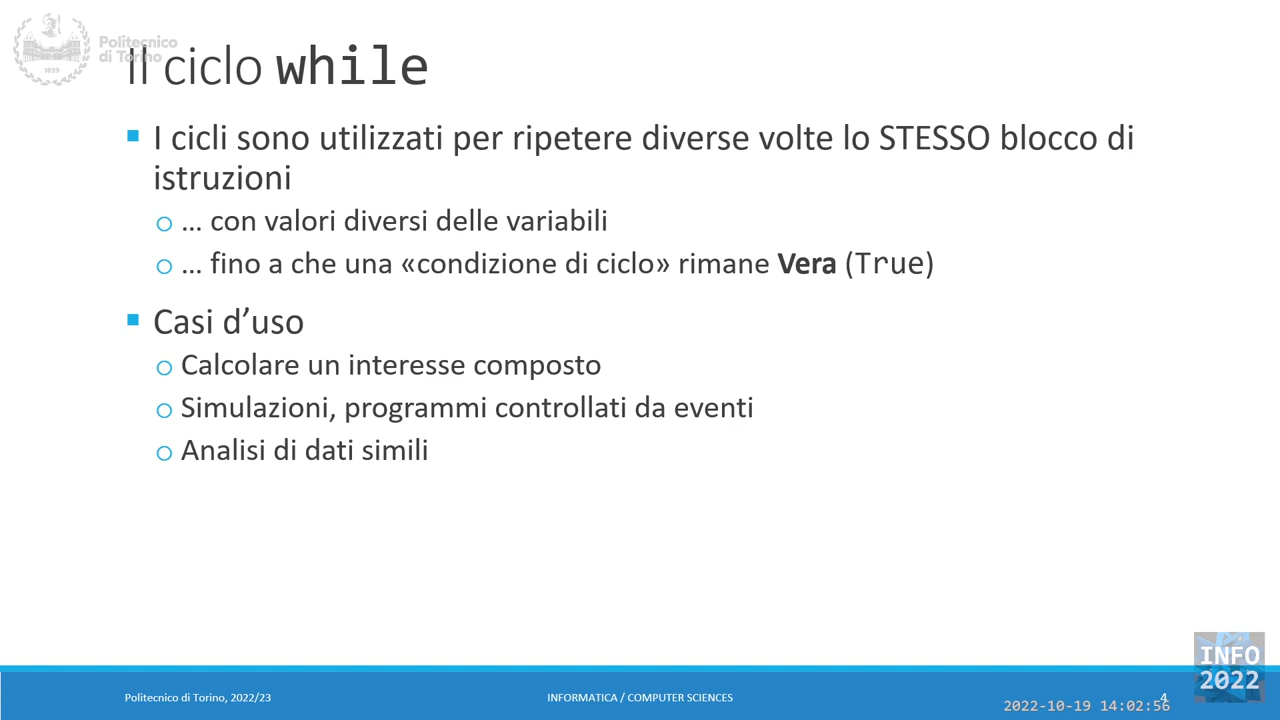 Politecnico
di Torino
1859
Il ciclo while
I cicli sono utilizzati per ripetere diverse volte lo STESSO blocco di
istruzioni
… con valori diversi delle variabili
… fino a che una «condizione di ciclo» rimane Vera (True)
Casi d’uso
Calcolare un interesse composto
Simulazioni, programmi controllati da eventi
Analisi di dati simili
Politecnico di Torino, 2022/23
INFORMATICA / COMPUTER SCIENCES
4
INFO
2022
2022-10-19 14:02:56